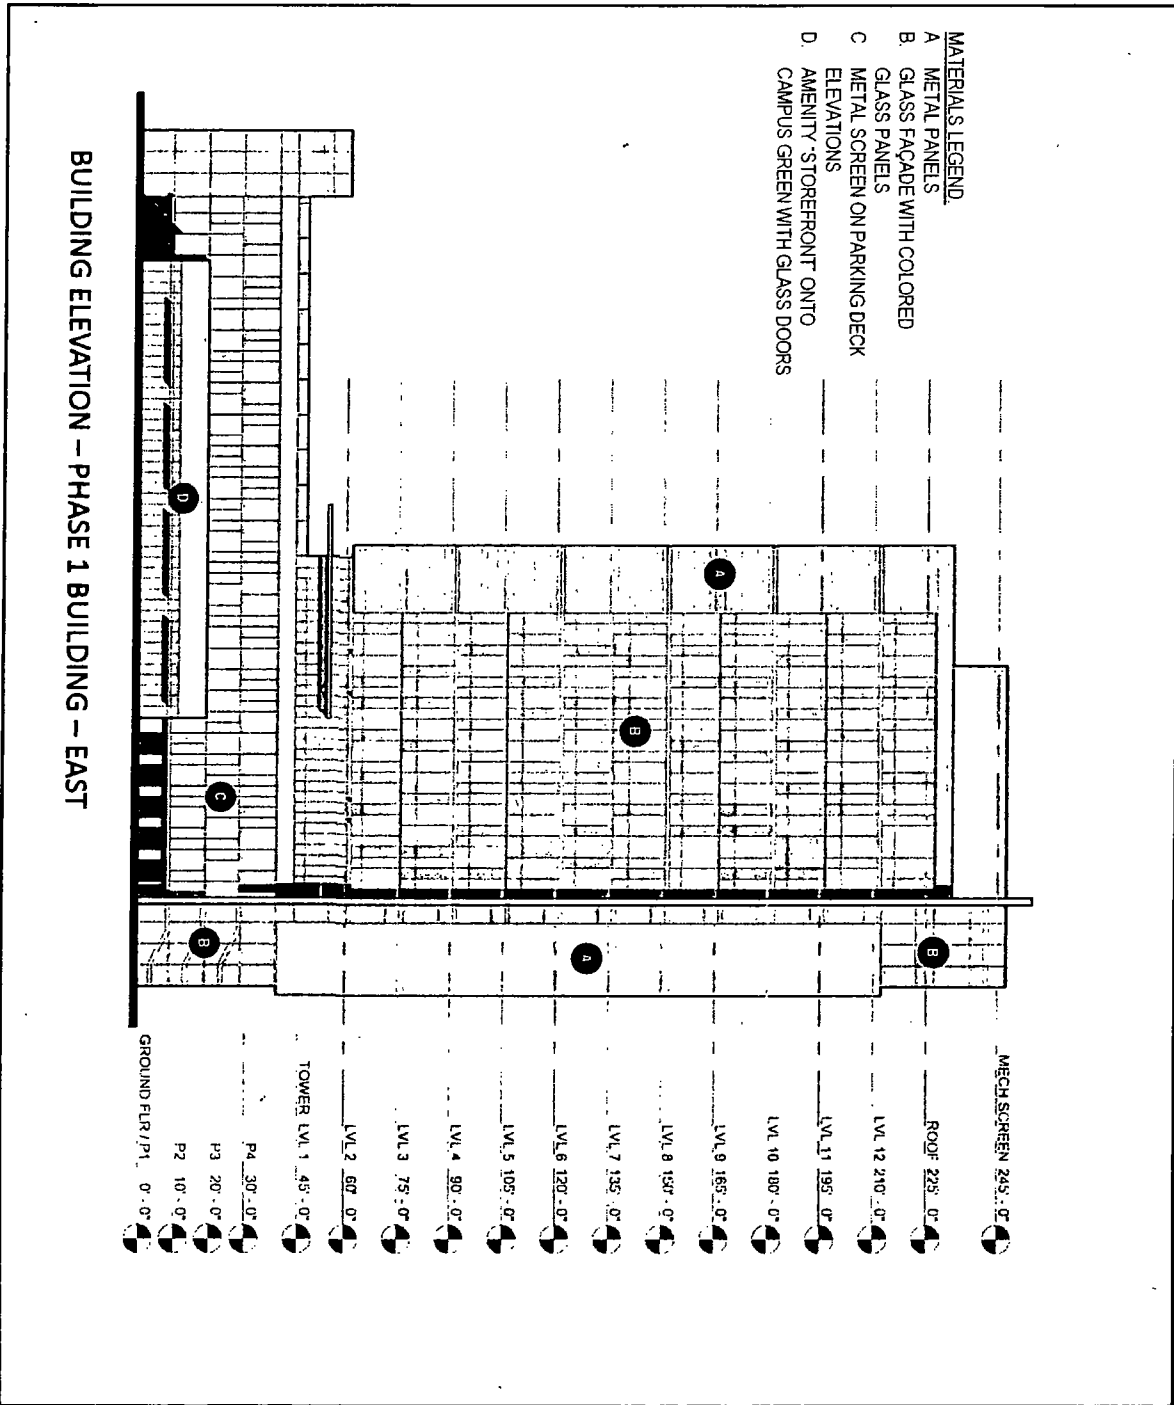 MATERIALS LEGEND.
A METAL PANELS
B. GLASS FAÇADE WITH COLORED
GLASS PANELS
C METAL SCREEN ON PARKING DECK
ELEVATIONS
D. AMENITY "STOREFRONT" ONTO
CAMPUS GREEN WITH GLASS DOORS
MECH SCREEN 245' - 0"
ROOF 225' 0"
LVL 12 210' - 0"
LVL 11 195' 0"
LVL 10 180' - 0"
LVL 9 165' - 0"
LVL 8 150' - 0"
LVL 7 135' - 0"
LVL 6 120' - 0"
LVL 5 105' - 0"
LVL 4 90' - 0"
LVL 3 75' - 0"
LVL 2 60' 0"
TOWER LVL 1 45' - 0"
P4 30' - 0"
P3 20' - 0"
P2 10' - 0"
GROUND FLR / P1 0' - 0"
A
B
B
A
B
C
D
BUILDING ELEVATION – PHASE 1 BUILDING – EAST